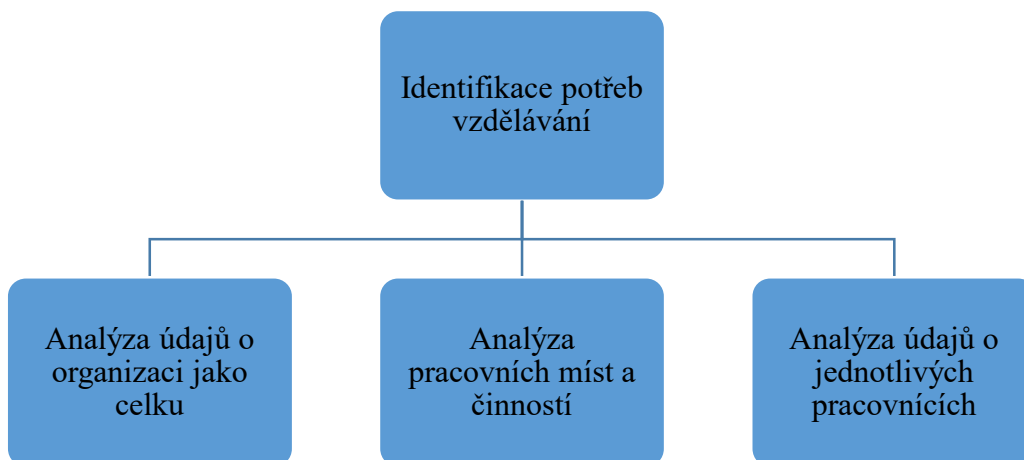 Identifikace potřeb
vzdělávání
Analýza údajů o
organizaci jako
celku
Analýza
pracovních míst a
činností
Analýza údajů o
jednotlivých
pracovnících